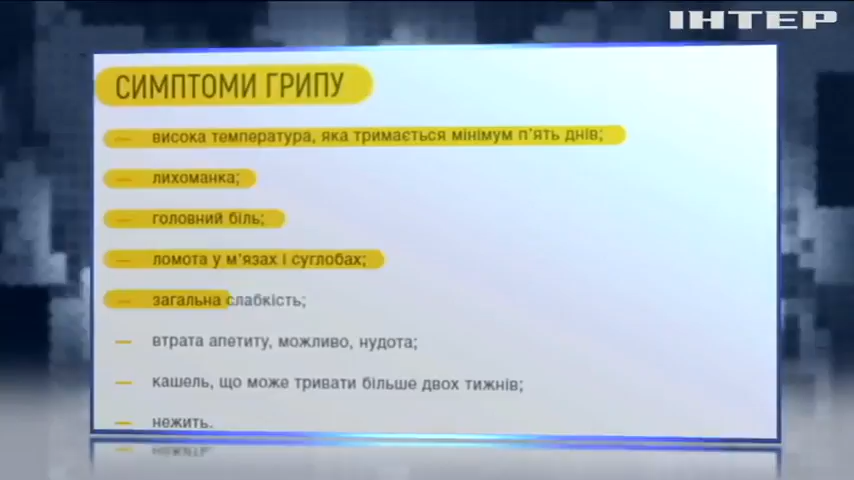 ІНТЕР
СИМПТОМИ ГРИПУ
— висока температура, яка тримається мінімум п'ять днів;
— лихоманка;
— головний біль;
— ломота у м'язах і суглобах;
— загальна слабкість;
— втрата апетиту, можливо, нудота;
— кашель, що може тривати більше двох тижнів;
— нежить.